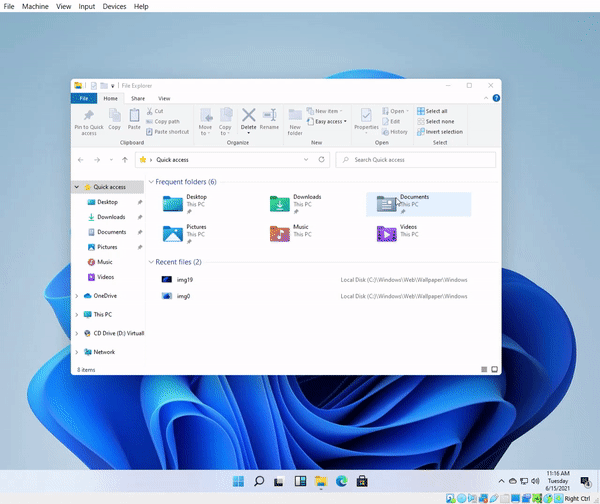 File Machine View Input Devices Help
File Explorer
File Home Share View
Pin to Quick access
Copy
Paste
Cut
Copy path
Paste shortcut
Clipboard
Move to
Copy to
Delete
Rename
Organize
New folder
New item
Easy access
New
Properties
Open
Edit
History
Open
Select all
Select none
Invert selection
Select
Quick access
Search Quick access
Quick access
Desktop
Downloads
Documents
Pictures
Music
Videos
OneDrive
This PC
CD Drive (D:) Virtuall
Network
Frequent folders (6)
Desktop
This PC
Downloads
This PC
Documents
This PC
Pictures
This PC
Music
This PC
Videos
This PC
Recent files (2)
img19 Local Disk (C:)\Windows\Web\Wallpaper\Windows
img0 Local Disk (C:)\Windows\Web\Wallpaper\Windows
8 items
11:16 AM
Tuesday
6/15/2021
Right Ctrl